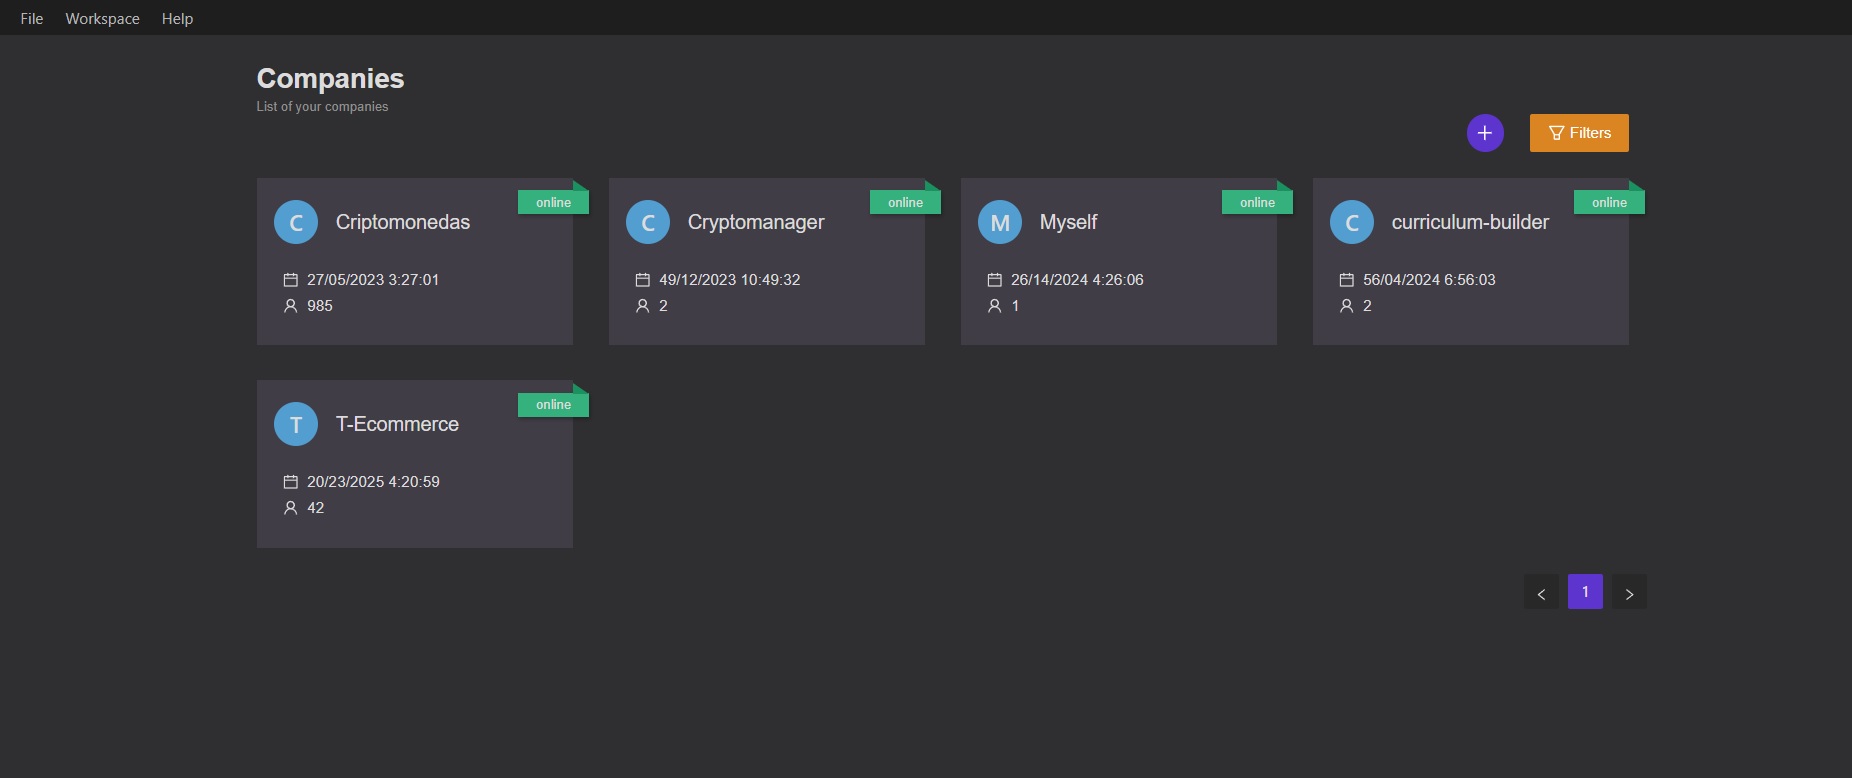 File Workspace Help
Companies
List of your companies
+ Filters
online online online online
C Criptomonedas C Cryptomanager M Myself C curriculum-builder
27/05/2023 3:27:01 49/12/2023 10:49:32 26/14/2024 4:26:06 56/04/2024 6:56:03
985 2 1 2
online
T T-Ecommerce
20/23/2025 4:20:59
42
< 1 >